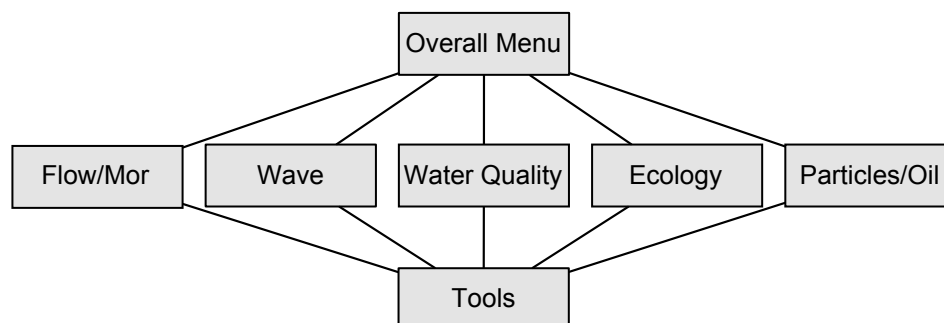 Overall Menu
Flow/Mor
Wave
Water Quality
Ecology
Particles/Oil
Tools